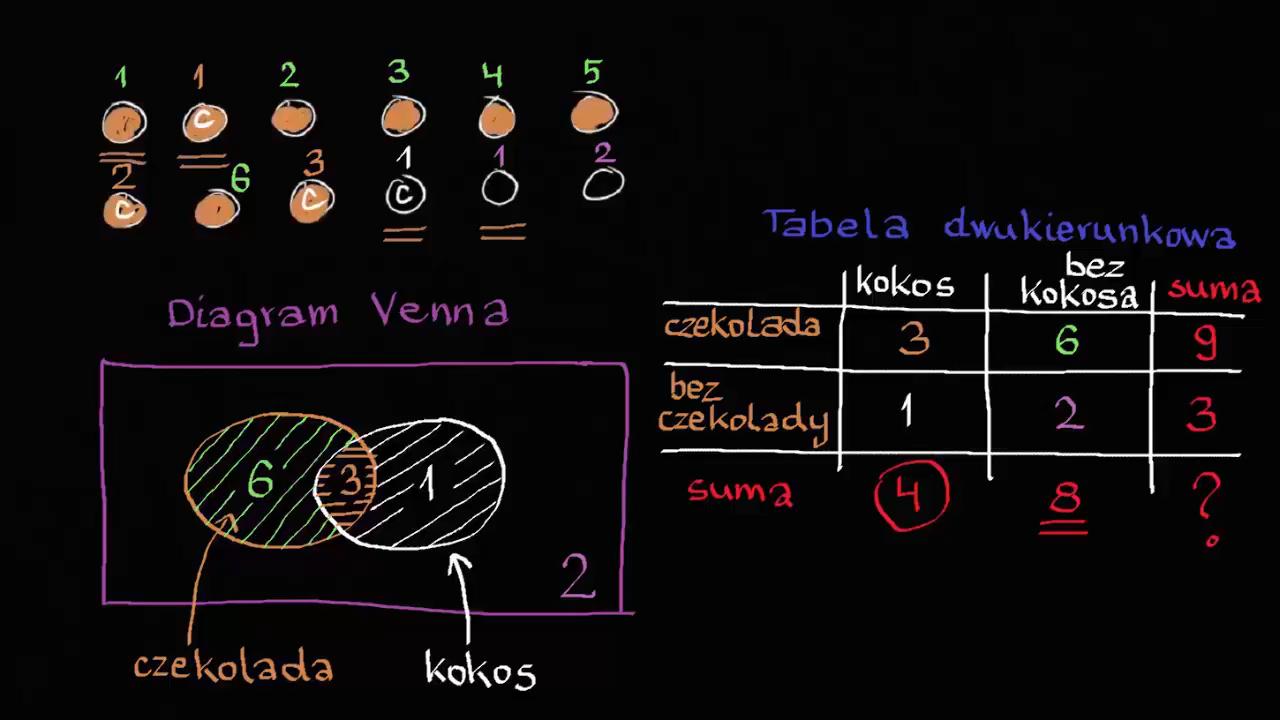 1 1 2 3 4 5
C
2 6 3 1 1 2
C C C
Diagram Venna
6 3 1
2
czekolada
kokos
Tabela dwukierunkowa
kokos bez kokosa suma
czekolada 3 6 9
bez czekolady 1 2 3
suma 4 8 ?